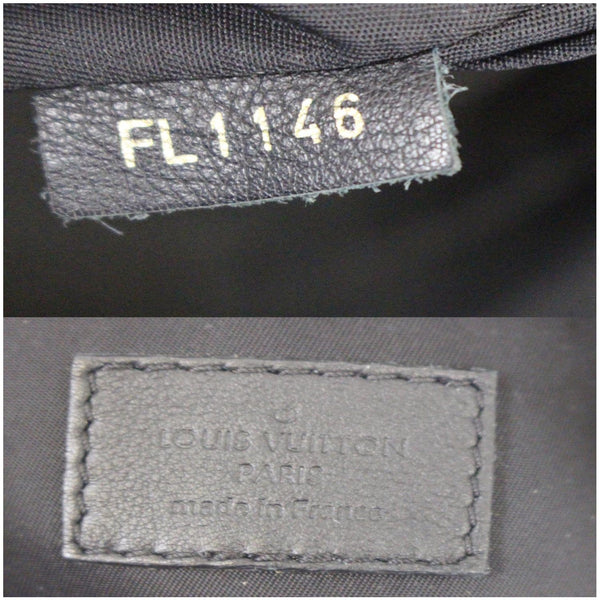 FL1146
LOUIS VUITTON
PARIS
made in France